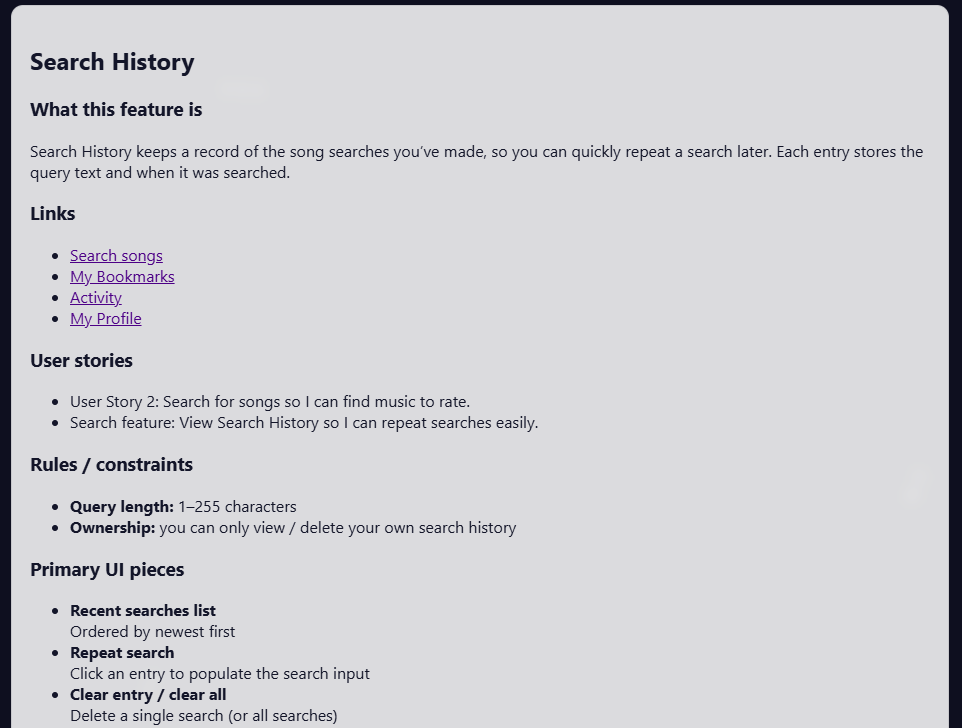 Search History
What this feature is
Search History keeps a record of the song searches you’ve made, so you can quickly repeat a search later. Each entry stores the
query text and when it was searched.
Links
• Search songs
• My Bookmarks
• Activity
• My Profile
User stories
• User Story 2: Search for songs so I can find music to rate.
• Search feature: View Search History so I can repeat searches easily.
Rules / constraints
• Query length: 1–255 characters
• Ownership: you can only view / delete your own search history
Primary UI pieces
• Recent searches list
Ordered by newest first
• Repeat search
Click an entry to populate the search input
• Clear entry / clear all
Delete a single search (or all searches)